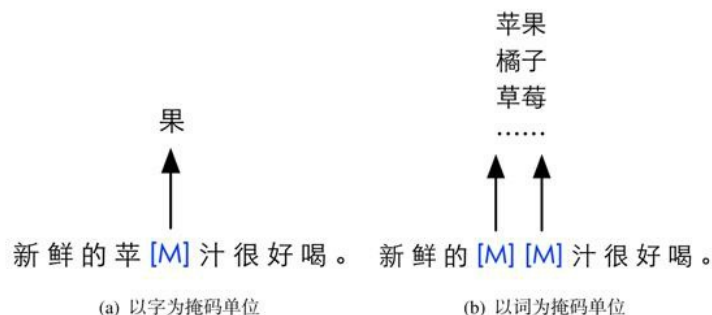 果
新鲜的苹[M]汁很好喝。
(a) 以字为掩码单位
苹果
橘子
草莓
……
新鲜的[M][M]汁很好喝。
(b) 以词为掩码单位